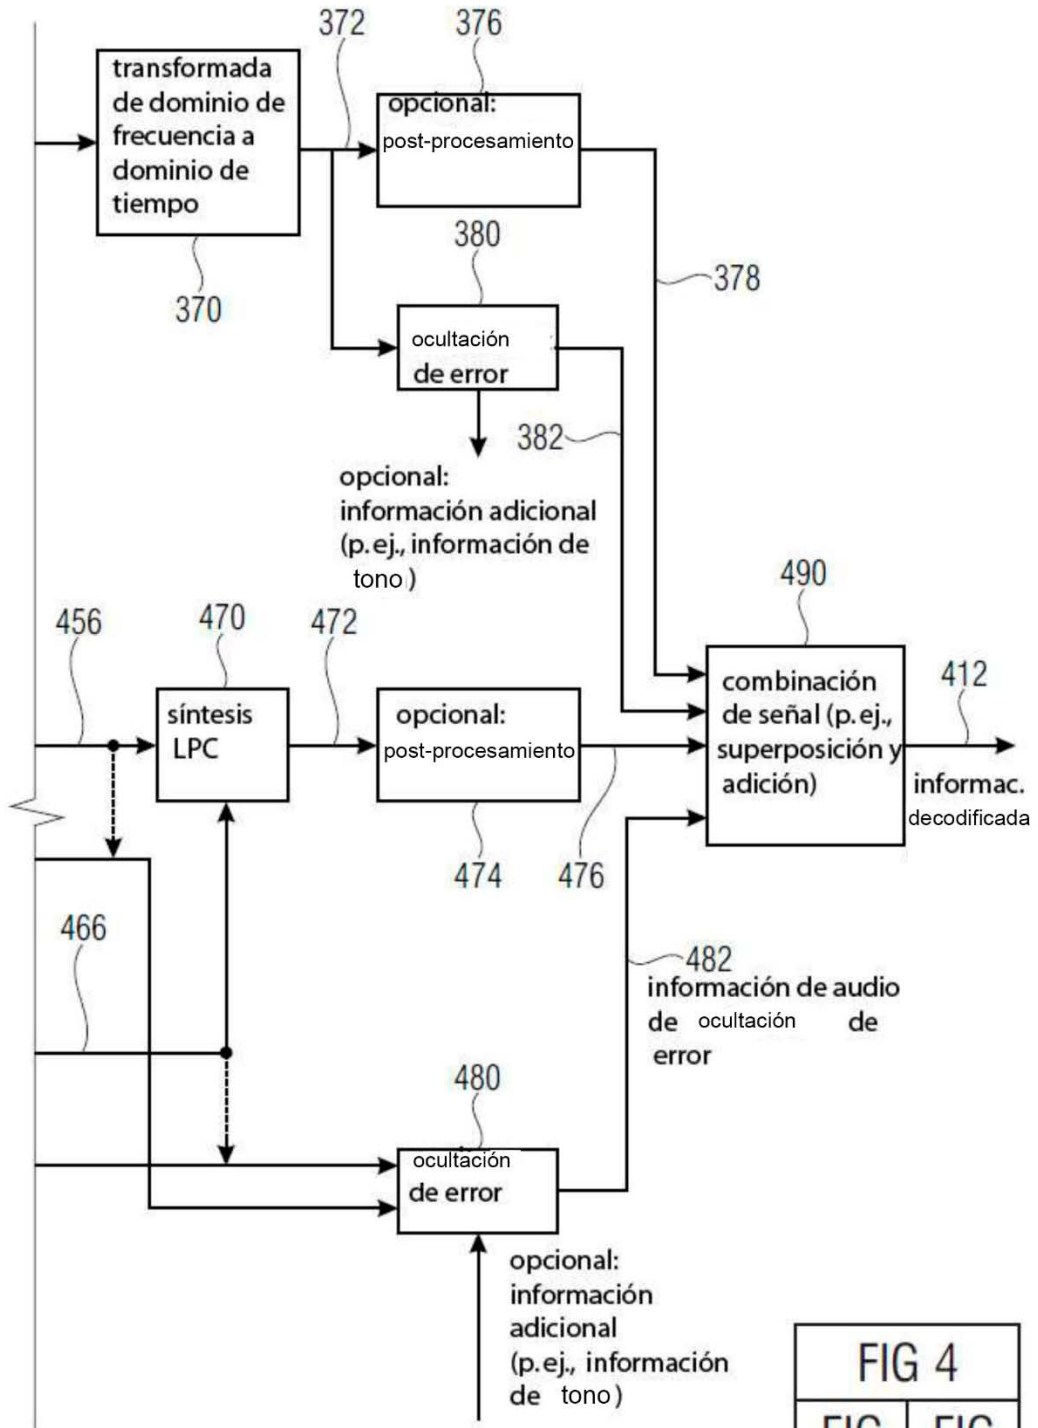 372
376
transformada
de dominio de
frecuencia a
dominio de
tiempo
opcional:
post-procesamiento
380
378
370
ocultación
de error
382
opcional:
información adicional
(p.ej., información de
tono )
490
456
470
472
412
síntesis
LPC
opcional:
post-procesamiento
combinación
de señal (p.ej.,
superposición y
adición)
informac.
decodificada
474
476
466
482
información de audio
de ocultación de
error
480
ocultación
de error
opcional:
información
adicional
(p.ej., información
de tono )
FIG 4
FIG FIG